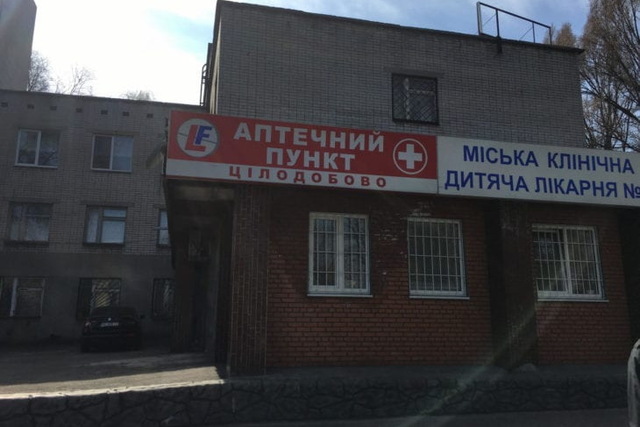 LF
АПТЕЧНИЙ
ПУНКТ
ЦІЛОДОБОВО
МІСЬКА КЛІНІЧНА
ДИТЯЧА ЛІКАРНЯ №